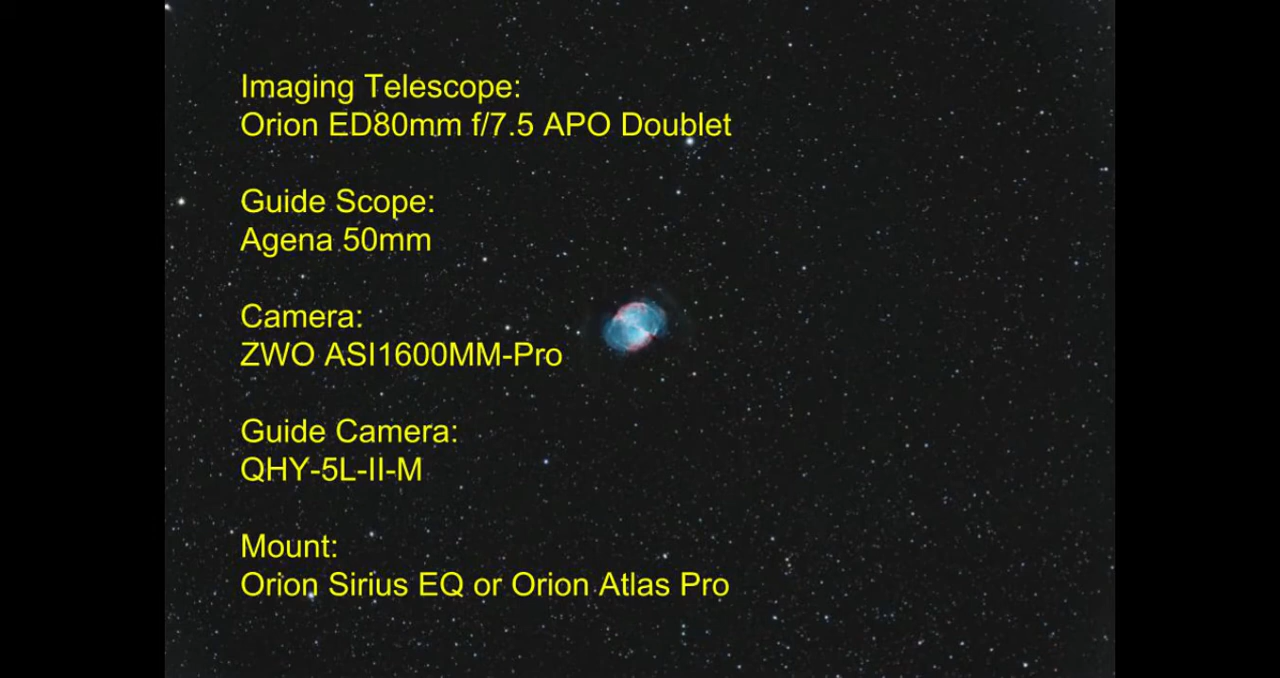 Imaging Telescope:
Orion ED80mm f/7.5 APO Doublet
Guide Scope:
Agena 50mm
Camera:
ZWO ASI1600MM-Pro
Guide Camera:
QHY-5L-II-M
Mount:
Orion Sirius EQ or Orion Atlas Pro